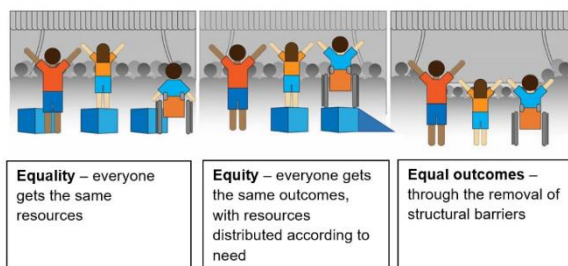 Equality – everyone
gets the same
resources
Equity – everyone gets
the same outcomes,
with resources
distributed according to
need
Equal outcomes –
through the removal of
structural barriers